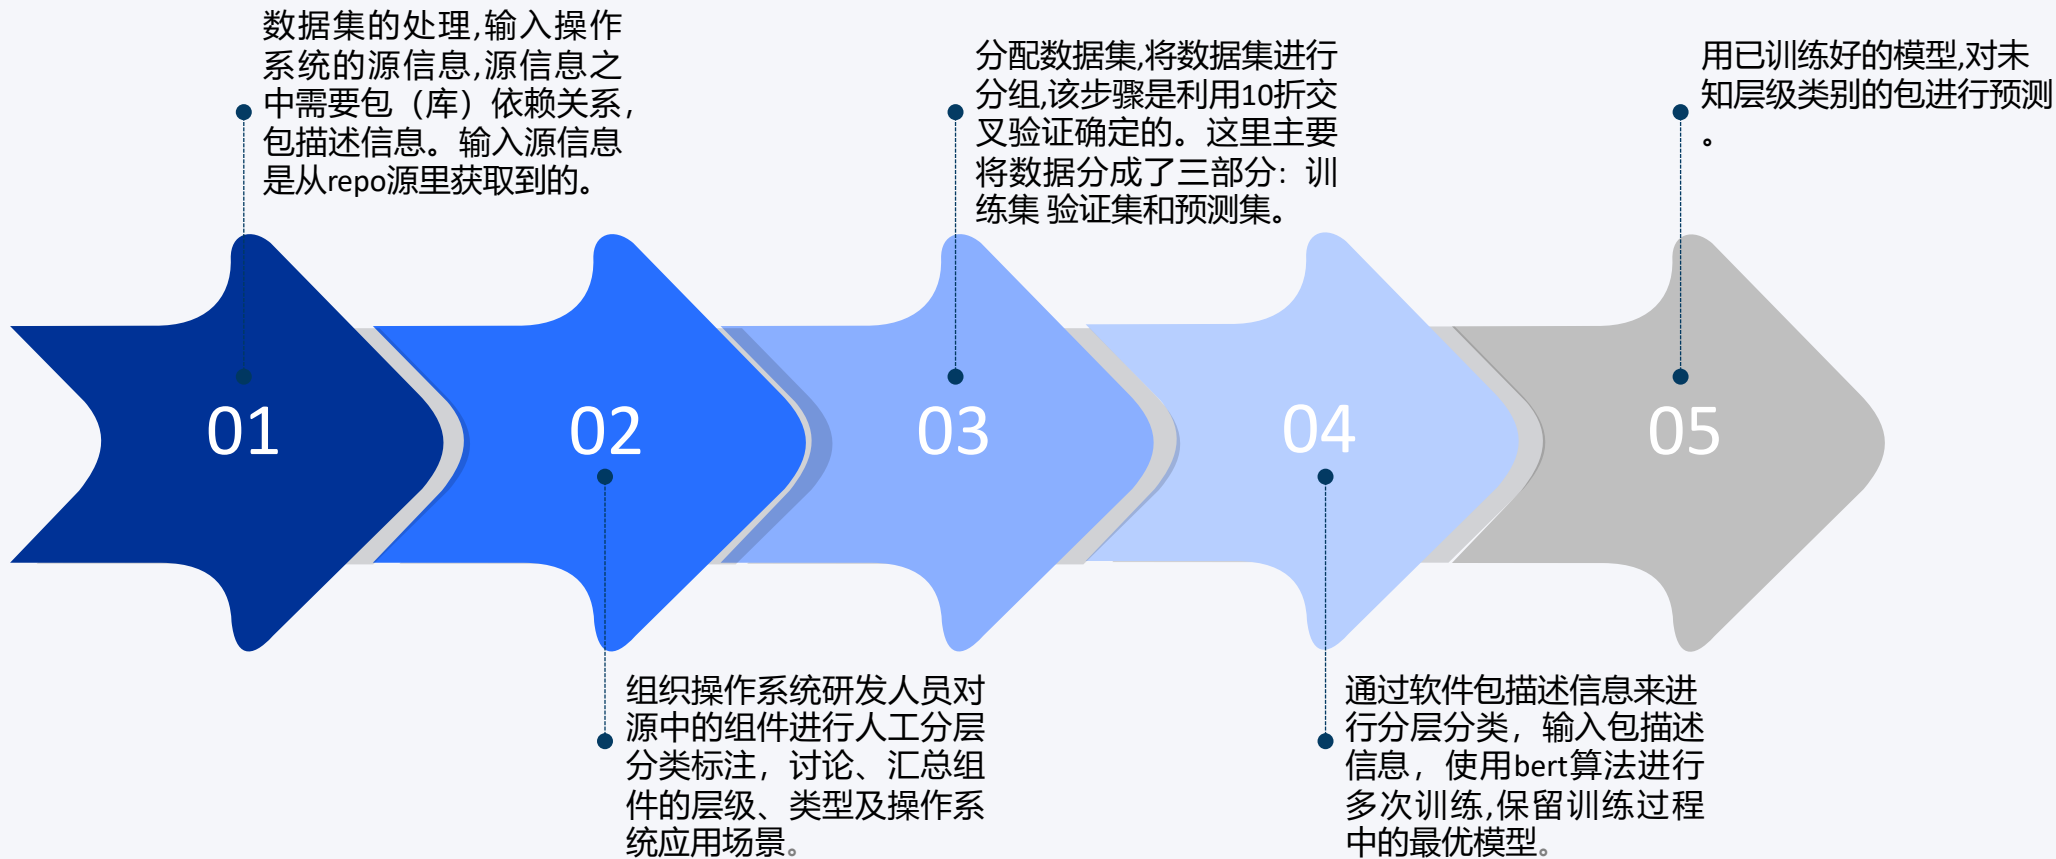 数据集的处理,输入操作
系统的源信息,源信息之
中需要包（库）依赖关系，
包描述信息。输入源信息
是从repo源里获取到的。
分配数据集,将数据集进行
分组,该步骤是利用10折交
叉验证确定的。这里主要
将数据分成了三部分：训
练集 验证集和预测集。
用已训练好的模型,对未
知层级类别的包进行预测
。
01
02
03
04
05
组织操作系统研发人员对
源中的组件进行人工分层
分类标注，讨论、汇总组
件的层级、类型及操作系
统应用场景。
通过软件包描述信息来进
行分层分类，输入包描述
信息，使用bert算法进行
多次训练,保留训练过程
中的最优模型。